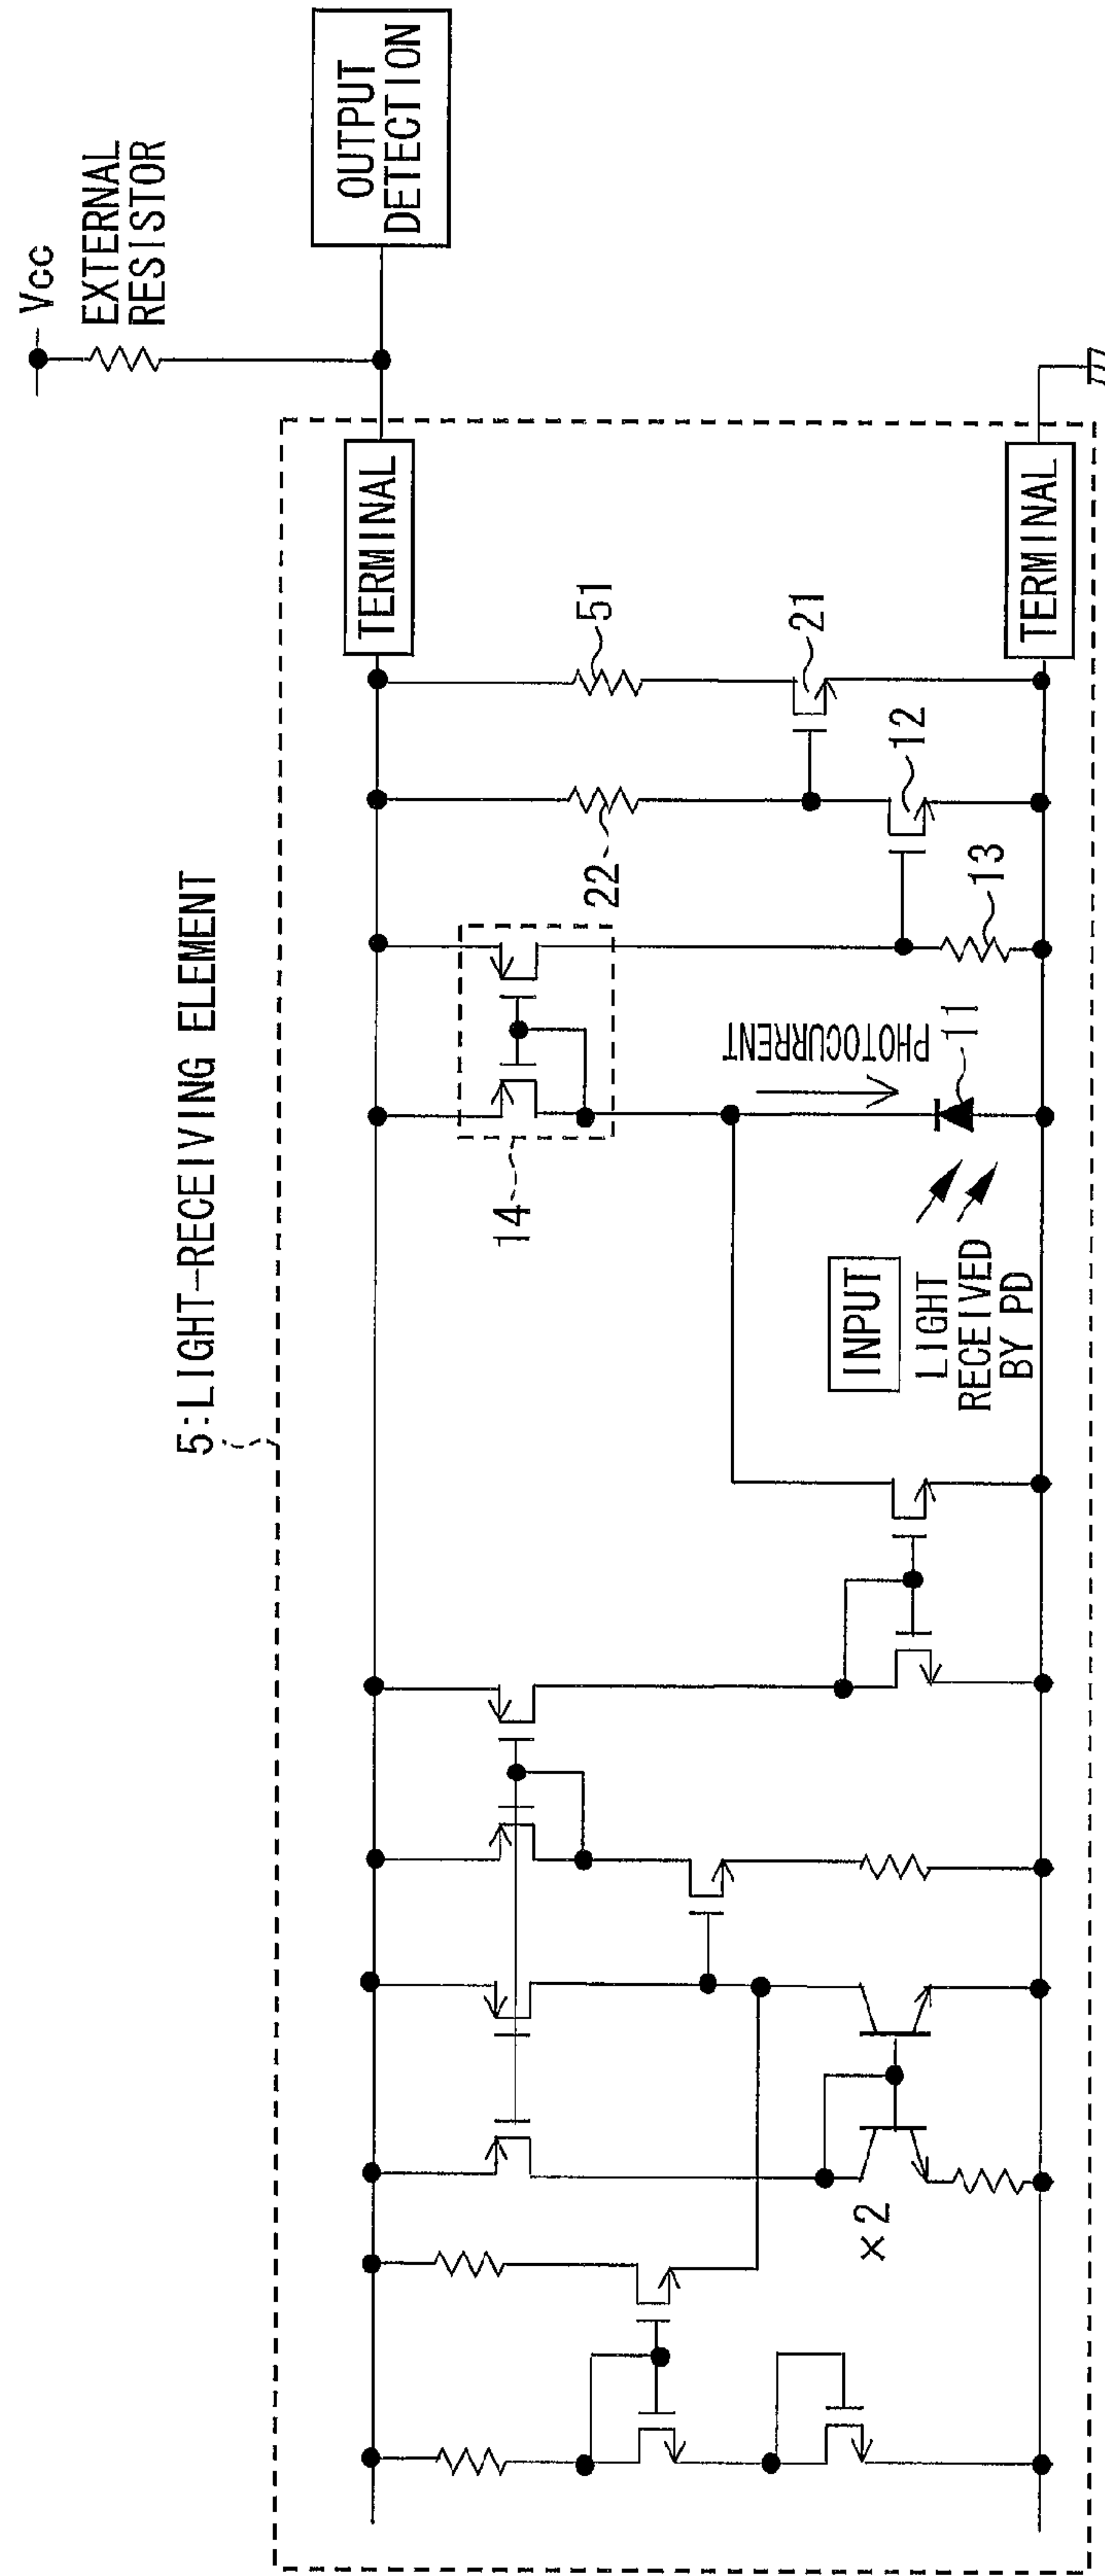 5:LIGHT-RECEIVING ELEMENT
Vcc
EXTERNAL
RESISTOR
OUTPUT
DETECTION
TERMINAL
14
22
51
21
12
13
PHOTOCURRENT
11
INPUT
LIGHT
RECEIVED
BY PD
×2
TERMINAL